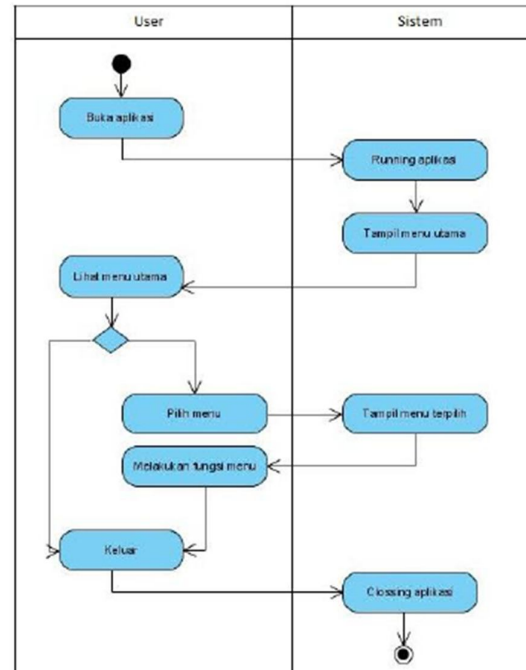 User
Sistem
Buka aplikasi
Running aplikasi
Tampil menu utama
Lihat menu utama
Pilih menu
Tampil menu terpilih
Melakukan fungsi menu
Keluar
Clossing aplikasi